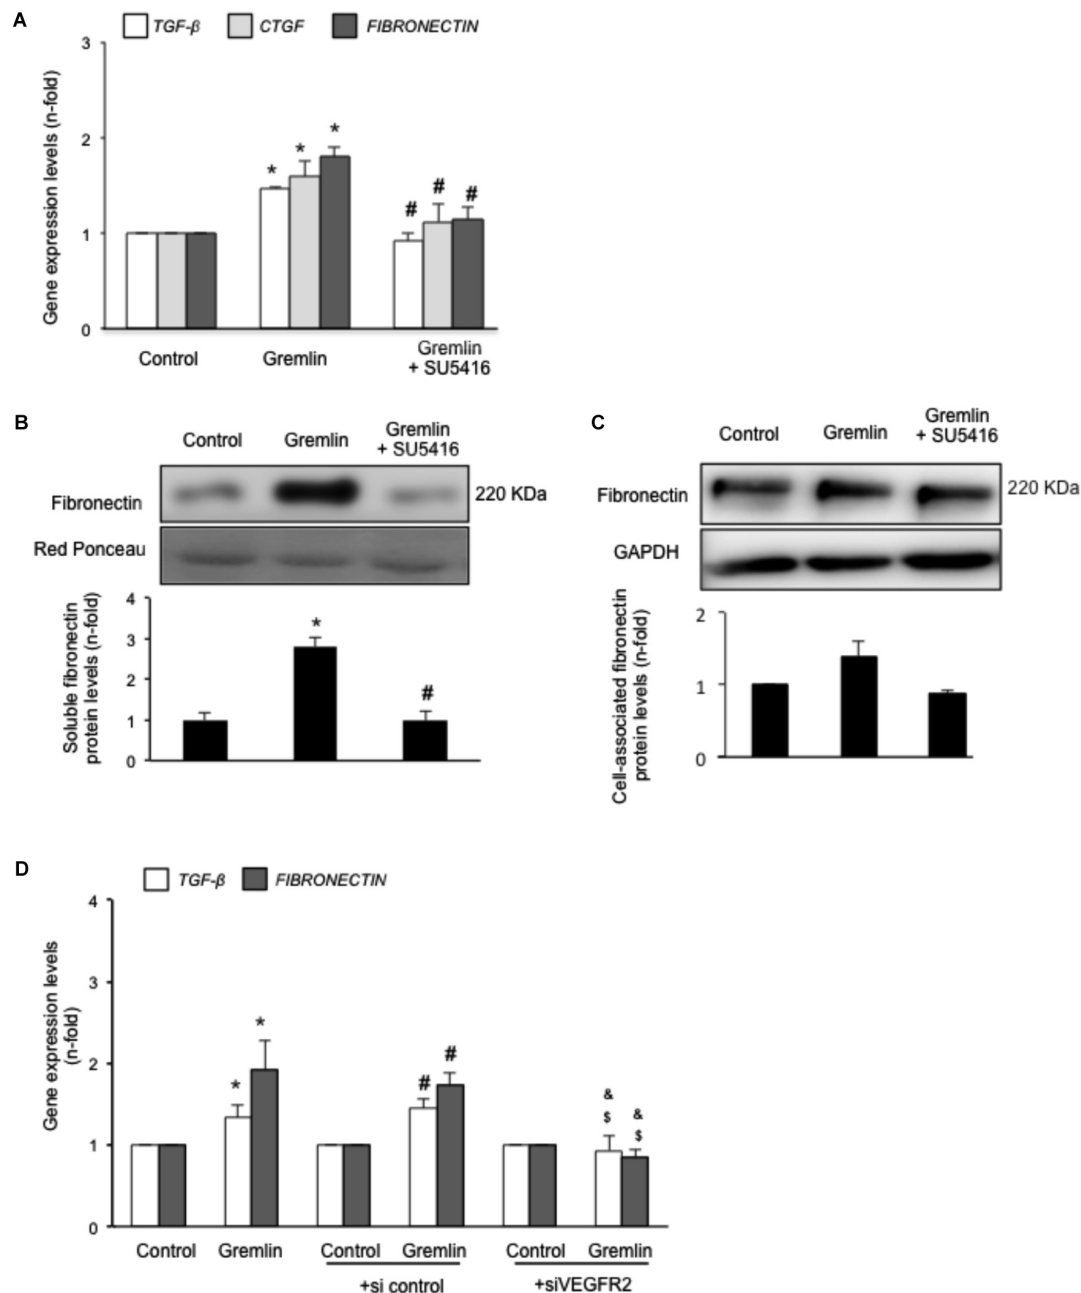 A
TGF-β CTGF FIBRONECTIN
Gene expression levels (n-fold)
3
2
1
0
* * *
# # #
Control Gremlin Gremlin
+ SU5416
B
Control Gremlin Gremlin
+ SU5416
Fibronectin 220 KDa
Red Ponceau
Soluble fibronectin
protein levels (n-fold)
4
3
2
1
0
*
#
C
Control Gremlin Gremlin
+ SU5416
Fibronectin 220 KDa
GAPDH
Cell-associated fibronectin
protein levels (n-fold)
2
1
0
D
TGF-β FIBRONECTIN
Gene expression levels
(n-fold)
4
3
2
1
0
* *
# #
& &
$ $
Control Gremlin Control Gremlin Control Gremlin
+si control +siVEGFR2